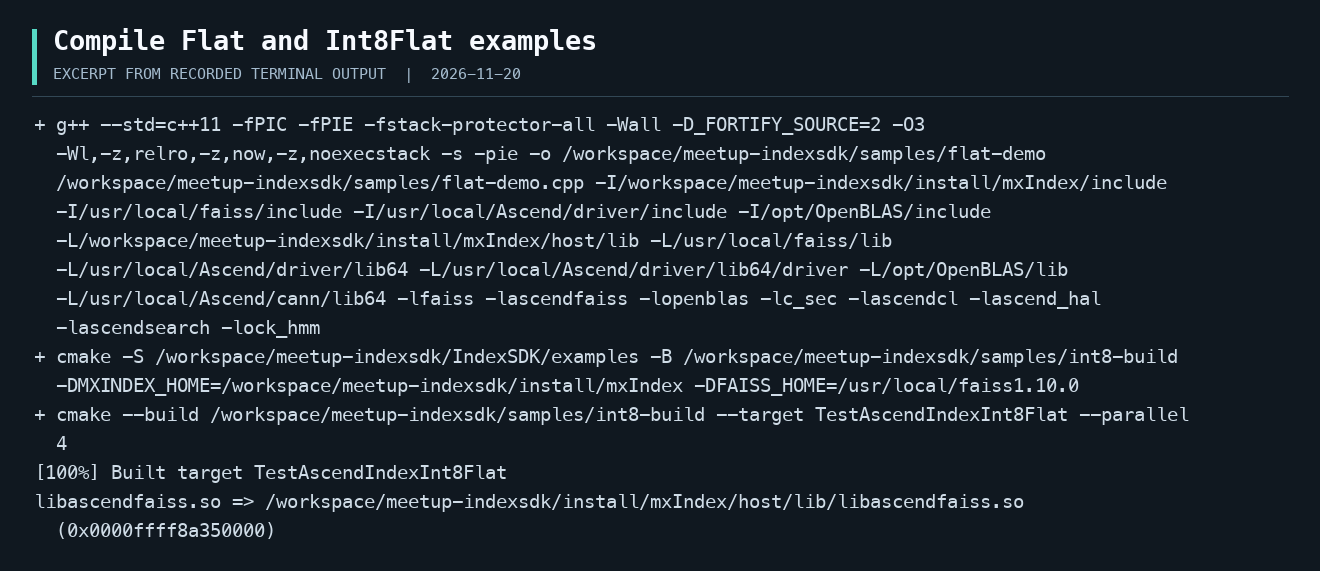 Compile Flat and Int8Flat examples
EXCERPT FROM RECORDED TERMINAL OUTPUT | 2026-11-20
+ g++ --std=c++11 -fPIC -fPIE -fstack-protector-all -Wall -D_FORTIFY_SOURCE=2 -O3
-Wl,-z,relro,-z,now,-z,noexecstack -s -pie -o /workspace/meetup-indexsdk/samples/flat-demo
/workspace/meetup-indexsdk/samples/flat-demo.cpp -I/workspace/meetup-indexsdk/install/mxIndex/include
-I/usr/local/faiss/include -I/usr/local/Ascend/driver/include -I/opt/OpenBLAS/include
-L/workspace/meetup-indexsdk/install/mxIndex/host/lib -L/usr/local/faiss/lib
-L/usr/local/Ascend/driver/lib64 -L/usr/local/Ascend/driver/lib64/driver -L/opt/OpenBLAS/lib
-L/usr/local/Ascend/cann/lib64 -lfaiss -lascendfaiss -lopenblas -lc_sec -lascendcl -lascend_hal
-lascendsearch -lock_hmm
+ cmake -S /workspace/meetup-indexsdk/IndexSDK/examples -B /workspace/meetup-indexsdk/samples/int8-build
-DMXINDEX_HOME=/workspace/meetup-indexsdk/install/mxIndex -DFAISS_HOME=/usr/local/faiss1.10.0
+ cmake --build /workspace/meetup-indexsdk/samples/int8-build --target TestAscendIndexInt8Flat --parallel
4
[100%] Built target TestAscendIndexInt8Flat
libascendfaiss.so => /workspace/meetup-indexsdk/install/mxIndex/host/lib/libascendfaiss.so
(0x0000ffff8a350000)